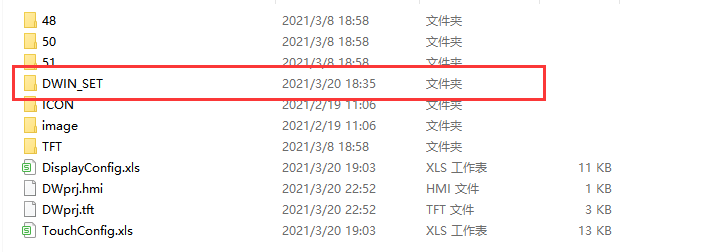 48 2021/3/8 18:58 文件夹
50 2021/3/8 18:58 文件夹
51 2021/3/8 18:58 文件夹
DWIN_SET 2021/3/20 18:35 文件夹
ICON 2021/2/19 11:06 文件夹
image 2021/2/19 11:06 文件夹
TFT 2021/3/8 18:58 文件夹
DisplayConfig.xls 2021/3/20 19:03 XLS 工作表 11 KB
DWprj.hmi 2021/3/20 22:52 HMI 文件 1 KB
DWprj.tft 2021/3/20 22:52 TFT 文件 3 KB
TouchConfig.xls 2021/3/20 19:03 XLS 工作表 13 KB